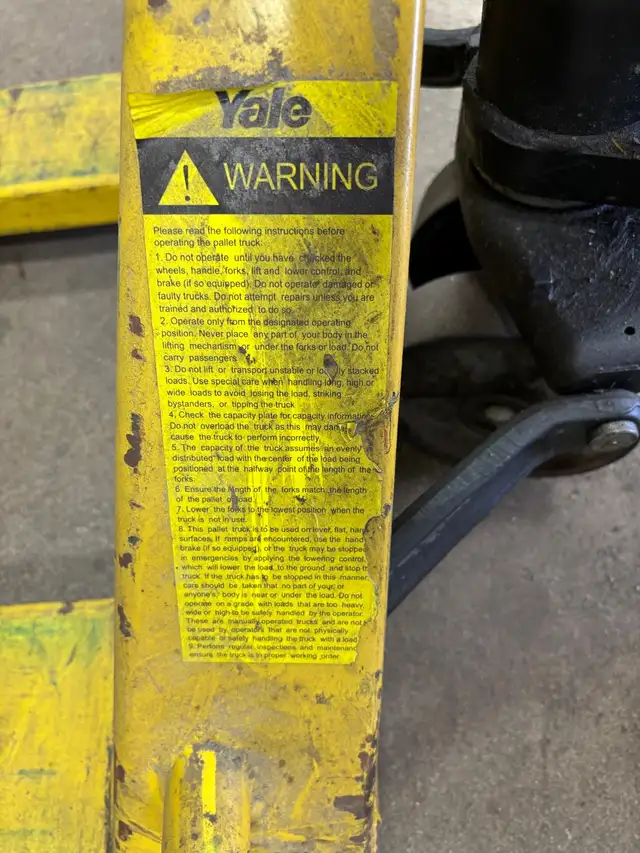 Yale
WARNING
Please read the following instructions before
operating the pallet truck:
1. Do not operate until you have checked the
wheels, handle, forks, lift and lower control, and
brake (if so equipped). Do not operate damaged or
faulty trucks. Do not attempt repairs unless you are
trained and authorized to do so.
2. Operate only from the designated operating
position. Never place any part of your body in the
lifting mechanism or under the forks or load. Do not
carry passengers
3. Do not lift or transport unstable or stacked
loads. Use special care when handling long, high or
wide loads to avoid losing the load, striking
bystanders, or tipping the truck
4. Check the capacity plate for capacity information
Do not overload the truck as this may
cause the truck to perform incorrectly
5. The capacity of the truck assumes an evenly
distributed load with the center of the load being
positioned at the halfway point of the length of the
forks.
6. Ensure the length of the forks match the length
of the pallet or load.
7. Lower the forks to the lowest position when the
truck is not in use.
8. This pallet truck is to be used on level, flat, hard
surfaces. If ramps are encountered, use the hand
brake (if so equipped), or the truck may be stopped
in emergencies by applying the lowering control,
which will lower the load to the ground and stop
truck. If the truck has to be stopped in this manner
cars should be taken that no part of your, or
anyone's, body is near or under the load. Do not
operate on a grade with loads that are too heavy,
wide or high to be safely handled by the operator.
These are manually operated trucks and are not
be used by operators that are not physically
capable of safely handling the truck with a load
9. Perform regular inspections and
ensure the truck is in proper working order